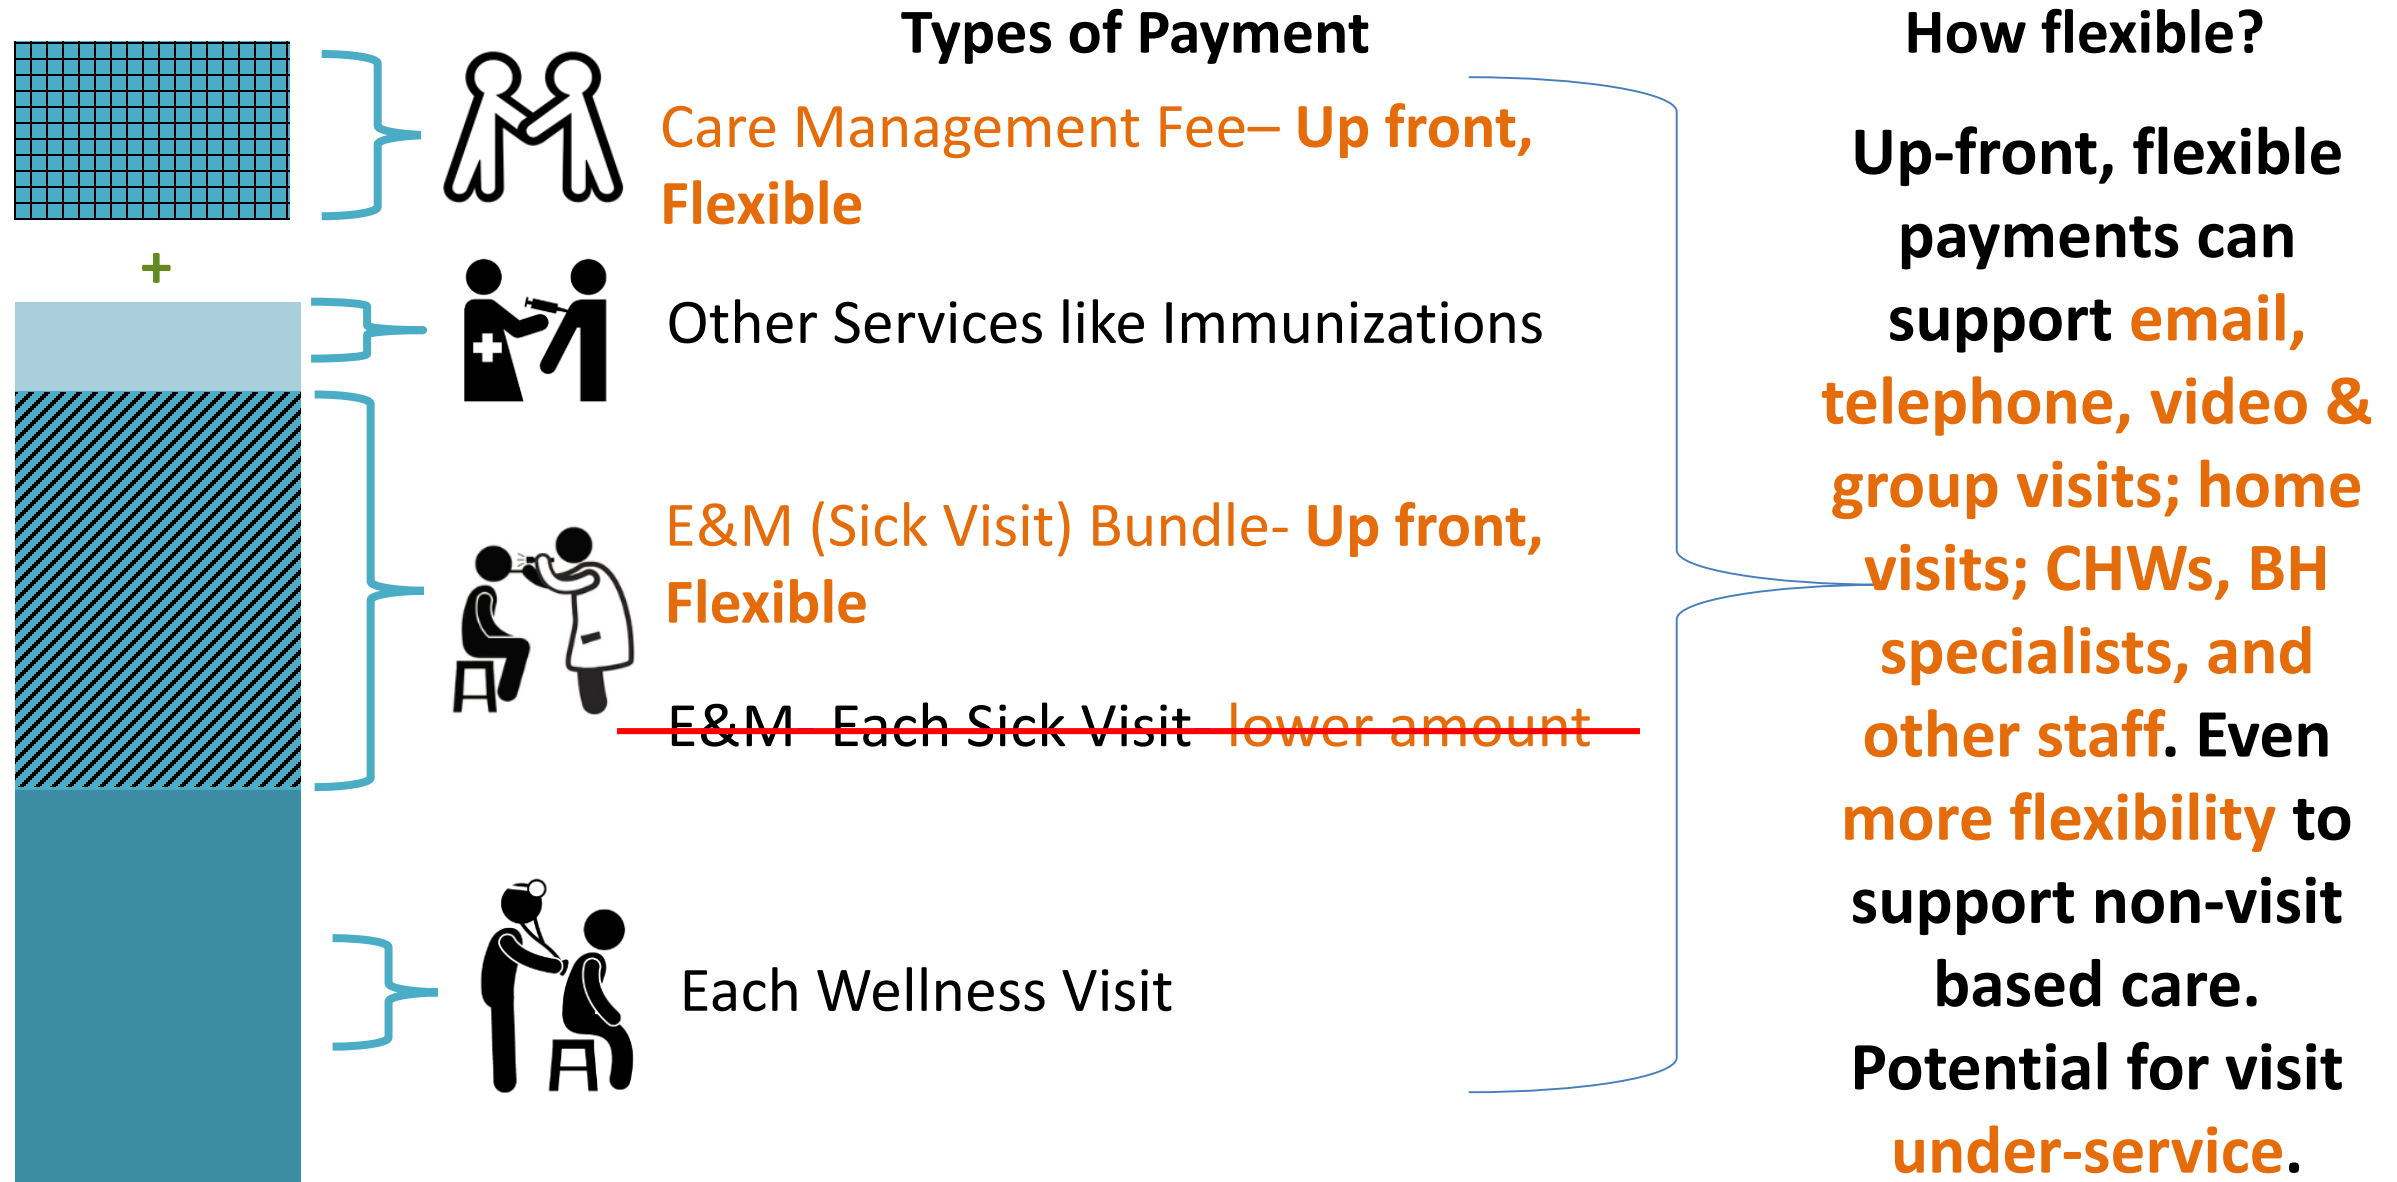 Types of Payment
Care Management Fee– Up front,
Flexible
+
Other Services like Immunizations
E&M (Sick Visit) Bundle- Up front,
Flexible
E&M- Each Sick Visit- lower amount
Each Wellness Visit
How flexible?
Up-front, flexible
payments can
support email,
telephone, video &
group visits; home
visits; CHWs, BH
specialists, and
other staff. Even
more flexibility to
support non-visit
based care.
Potential for visit
under-service.